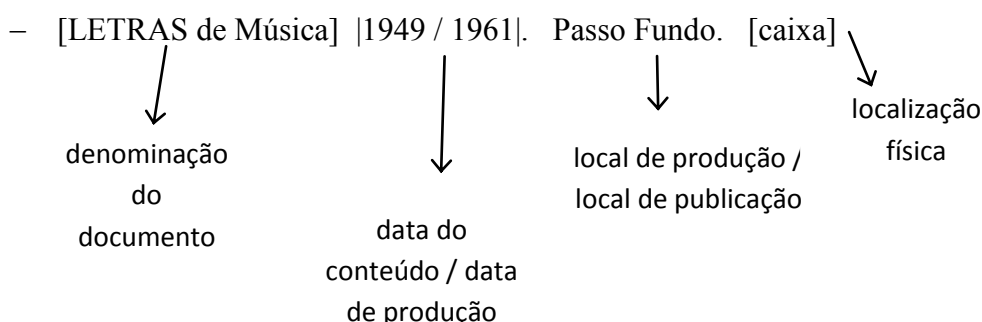 – [LETRAS de Música] |1949 / 1961|. Passo Fundo. [caixa]
denominação
do
documento
data do
conteúdo / data
de produção
local de produção /
local de publicação
localização
física